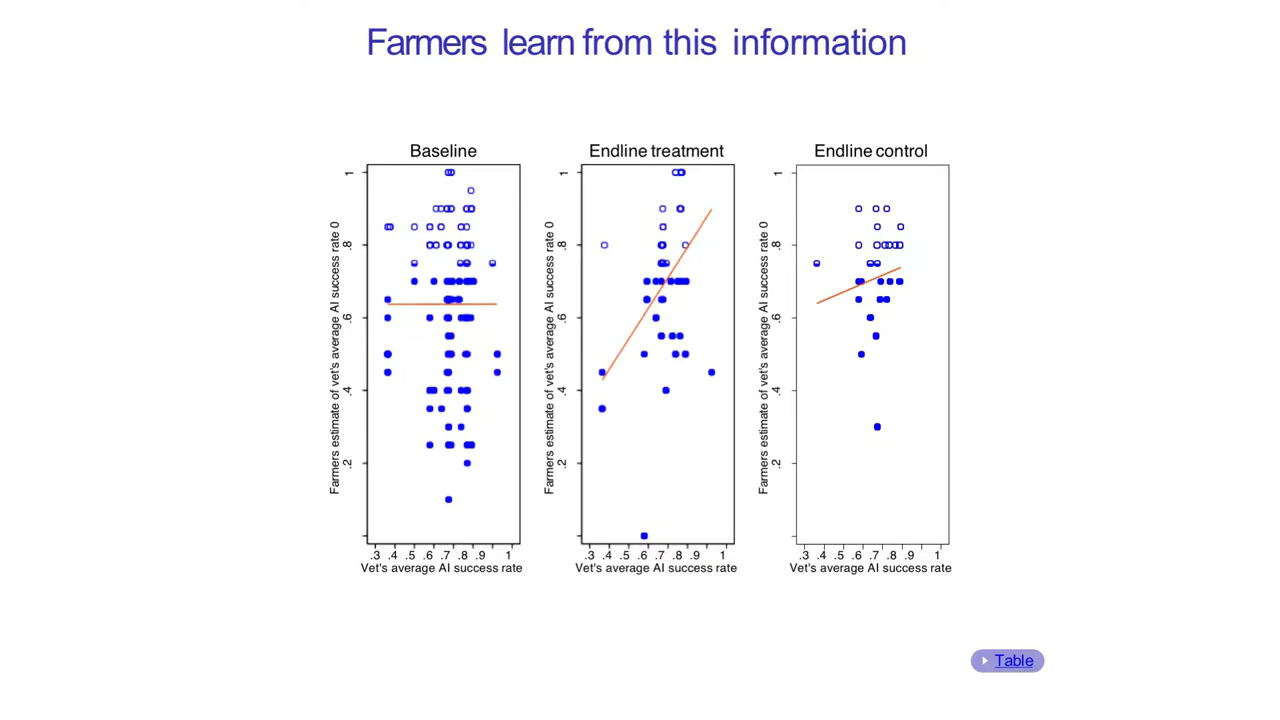 Farmers learn from this information
Baseline
Farmers estimate of vet's average AI success rate 0
1
.8
.6
.4
.2
.3 .4 .5 .6 .7 .8 .9 1
Vet's average AI success rate
Endline treatment
Farmers estimate of vet's average AI success rate 0
1
.8
.6
.4
.2
.3 .4 .5 .6 .7 .8 .9 1
Vet's average AI success rate
Endline control
Farmers estimate of vet's average AI success rate 0
1
.8
.6
.4
.2
.3 .4 .5 .6 .7 .8 .9 1
Vet's average AI success rate
Table